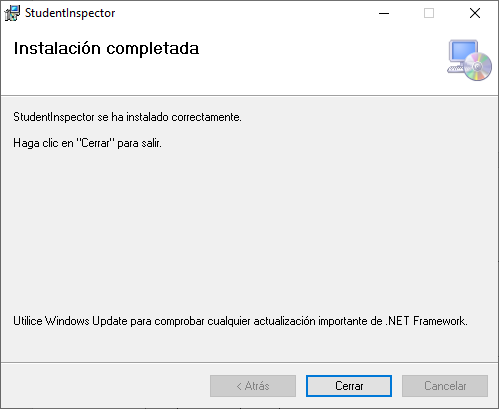 StudentInspector
Instalación completada
StudentInspector se ha instalado correctamente.
Haga clic en "Cerrar" para salir.
Utilice Windows Update para comprobar cualquier actualización importante de .NET Framework.
< Atrás
Cerrar
Cancelar